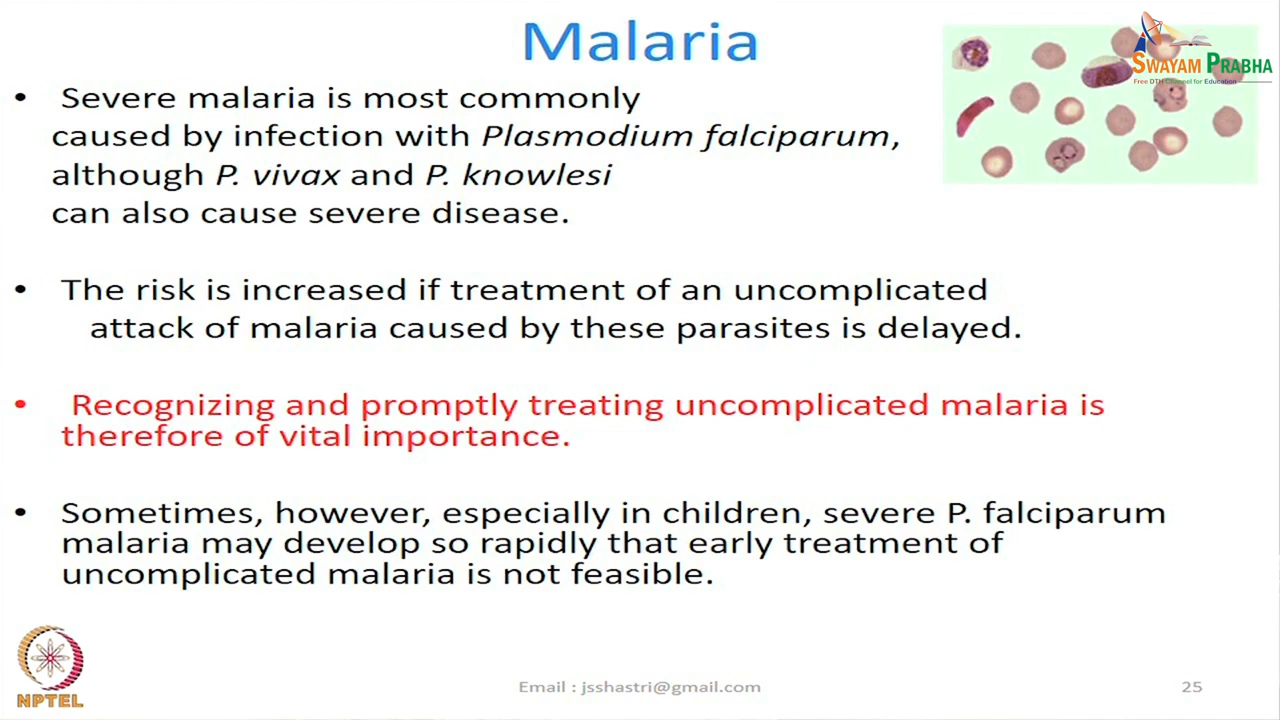 Malaria
SWAYAM PRABHA
Free DTH Channel for Education
• Severe malaria is most commonly
caused by infection with Plasmodium falciparum,
although P. vivax and P. knowlesi
can also cause severe disease.
• The risk is increased if treatment of an uncomplicated
attack of malaria caused by these parasites is delayed.
• Recognizing and promptly treating uncomplicated malaria is
therefore of vital importance.
• Sometimes, however, especially in children, severe P. falciparum
malaria may develop so rapidly that early treatment of
uncomplicated malaria is not feasible.
NPTEL
Email : jsshastri@gmail.com
25